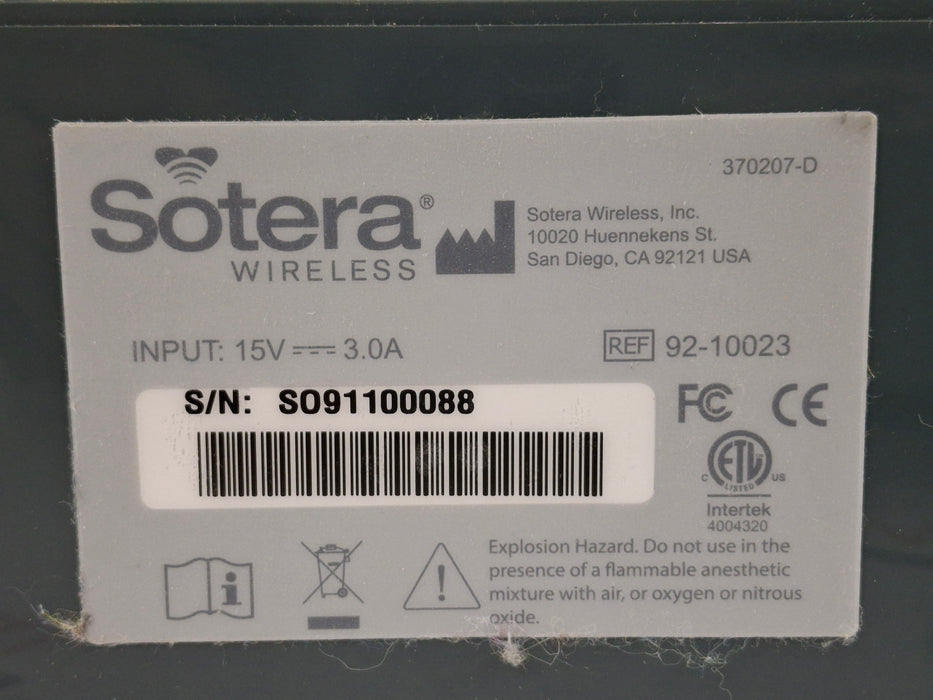 370207-D
Sotera®
WIRELESS
Sotera Wireless, Inc.
10020 Huennekens St.
San Diego, CA 92121 USA
INPUT: 15V ⎓ 3.0A
REF 92-10023
S/N: SO91100088
FC CE
C ETL US
LISTED
Intertek
4004320
i
!
Explosion Hazard. Do not use in the
presence of a flammable anesthetic
mixture with air, or oxygen or nitrous
oxide.